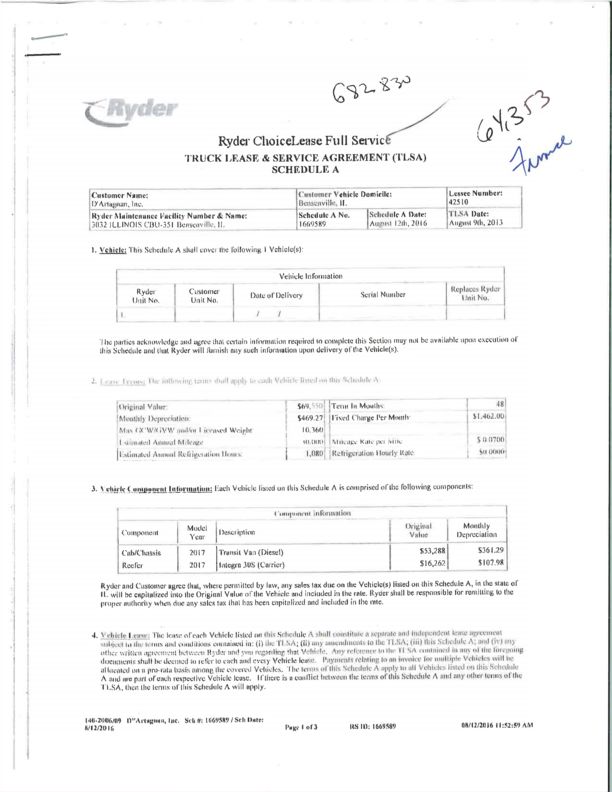 682830
Ryder
64,353
Finance
Ryder ChoiceLease Full Service
TRUCK LEASE & SERVICE AGREEMENT (TLSA)
SCHEDULE A
Customer Name: Customer Vehicle Domicile: Lessee Number:
D'Artagnan, Inc. Bensenville, IL 42510
Ryder Maintenance Facility Number & Name: Schedule A No. Schedule A Date: TLSA Date:
3032 ILLINOIS CBU-351 Bensenville, IL 1669589 August 12th, 2016 August 9th, 2013
1. Vehicle: This Schedule A shall cover the following 1 Vehicle(s):
Vehicle Information
Ryder Unit No. Customer Unit No. Date of Delivery Serial Number Replaces Ryder Unit No.
1. / /
The parties acknowledge and agree that certain information required to complete this Section may not be available upon execution of
this Schedule and that Ryder will furnish any such information upon delivery of the Vehicle(s).
2. Lease Terms: The following terms shall apply to each Vehicle listed on this Schedule A:
Original Value: $69,550 Term In Months: 48
Monthly Depreciation: $469.27 Fixed Charge Per Month: $1,462.00
Max GCW/GVW and/or Licensed Weight 10,360
Estimated Annual Mileage Mileage Rate per Mile $ 0.0700
Estimated Annual Refrigeration Hours: 1,080 Refrigeration Hourly Rate: $0.0000
3. Vehicle Component Information: Each Vehicle listed on this Schedule A is comprised of the following components:
Component Information
Component Model Year Description Original Value Monthly Depreciation
Cab/Chassis 2017 Transit Van (Diesel) $53,288 $361.29
Reefer 2017 Integra 30S (Carrier) $16,262 $107.98
Ryder and Customer agree that, where permitted by law, any sales tax due on the Vehicle(s) listed on this Schedule A, in the state of
IL will be capitalized into the Original Value of the Vehicle and included in the rate. Ryder shall be responsible for remitting to the
proper authority when due any sales tax that has been capitalized and included in the rate.
4. Vehicle Lease: The lease of each Vehicle listed on this Schedule A shall constitute a separate and independent lease agreement
subject to the terms and conditions contained in: (i) the TLSA; (ii) any amendments to the TLSA; (iii) this Schedule A; and (iv) any
other written agreement between Ryder and you regarding that Vehicle. Any reference to the TLSA contained in any of the foregoing
documents shall be deemed to refer to each and every Vehicle lease. Payments relating to an invoice for multiple Vehicles will be
allocated on a pro-rata basis among the covered Vehicles. The terms of this Schedule A apply to all Vehicles listed on this Schedule
A and are part of each respective Vehicle lease. If there is a conflict between the terms of this Schedule A and any other terms of the
TLSA, then the terms of this Schedule A will apply.
140-2006/09 D"Artagnan, Inc. Sch #: 1669589 / Sch Date:
8/12/2016 Page 1 of 3 RS ID: 1669589 08/12/2016 11:52:59 AM